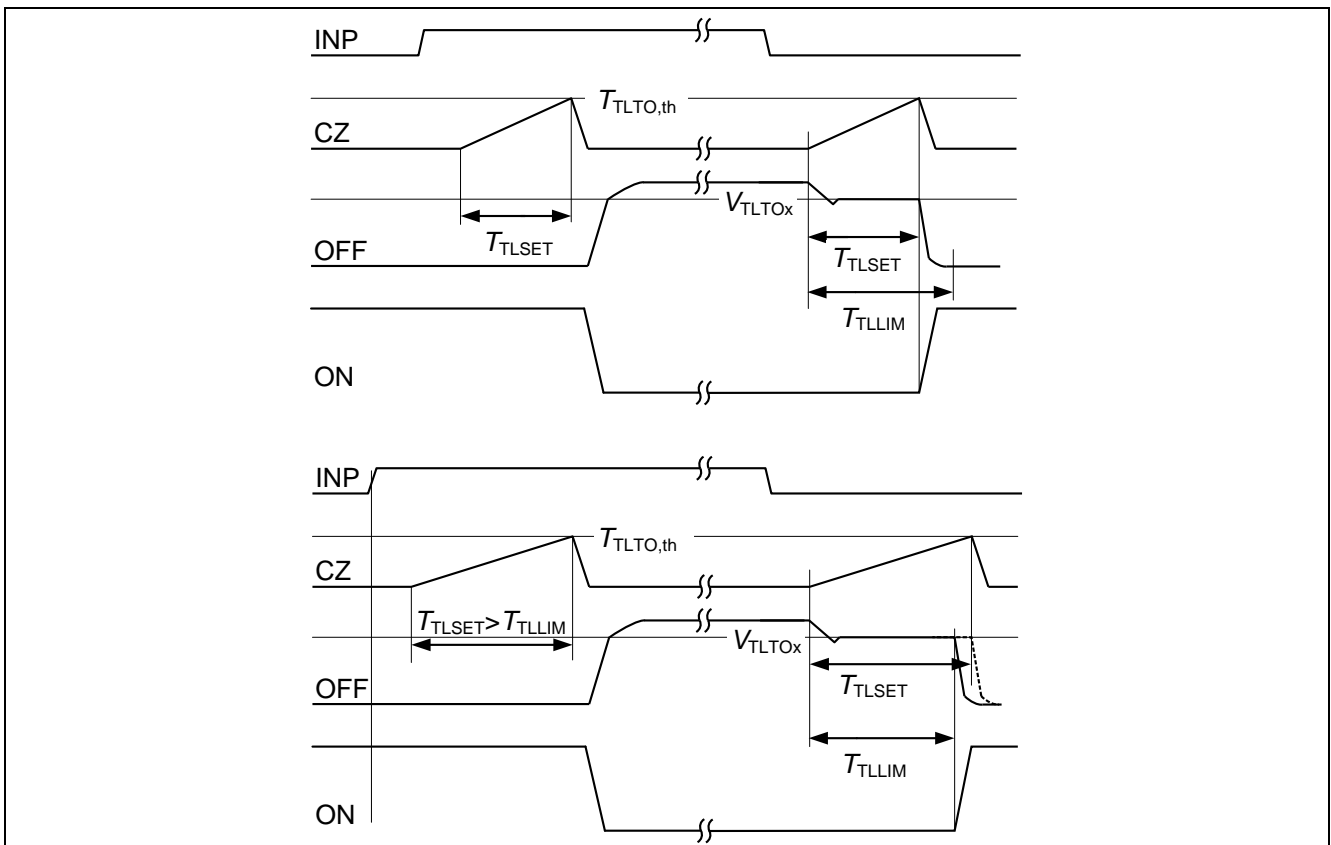 INP
T_TLTO,th
CZ
V_TLTOx
T_TLSET
T_TLSET
OFF
T_TLLIM
ON
INP
T_TLTO,th
CZ
T_TLSET> T_TLLIM
V_TLTOx
T_TLSET
OFF
T_TLLIM
ON